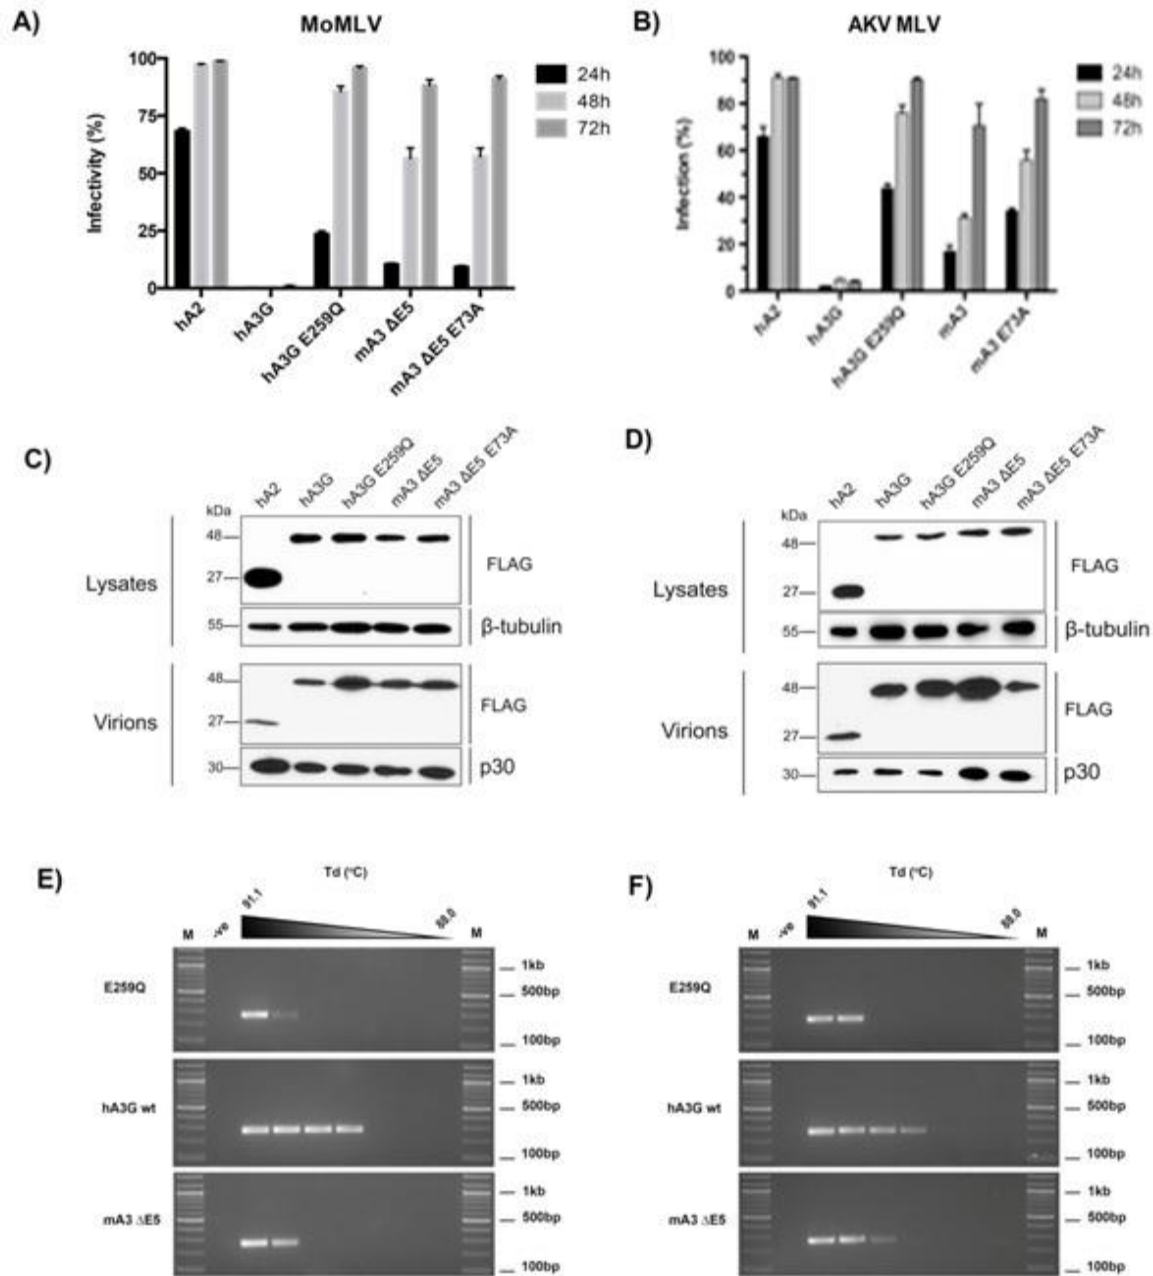 A)
MoMLV
Infectivity (%)
100
75
50
25
0
24h
48h
72h
hA2
hA3G
hA3G E259Q
mA3 ΔE5
mA3 ΔE5 E73A
B)
AKV MLV
Infection (%)
100
80
60
40
20
0
24h
48h
72h
hA2
hA3G
hA3G E259Q
mA3
mA3 E73A
C)
hA2
hA3G
hA3G E259Q
mA3 ΔE5
mA3 ΔE5 E73A
kDa
Lysates
48
27
FLAG
55
β-tubulin
Virions
48
27
FLAG
30
p30
D)
hA2
hA3G
hA3G E259Q
mA3 ΔE5
mA3 ΔE5 E73A
kDa
Lysates
48
27
FLAG
55
β-tubulin
Virions
48
27
FLAG
30
p30
E)
Td (°C)
M
-ve
91.1
88.0
M
E259Q
1kb
500bp
100bp
hA3G wt
1kb
500bp
100bp
mA3 ΔE5
1kb
500bp
100bp
F)
Td (°C)
M
-ve
91.1
88.0
M
E259Q
1kb
500bp
100bp
hA3G wt
1kb
500bp
100bp
mA3 ΔE5
1kb
500bp
100bp